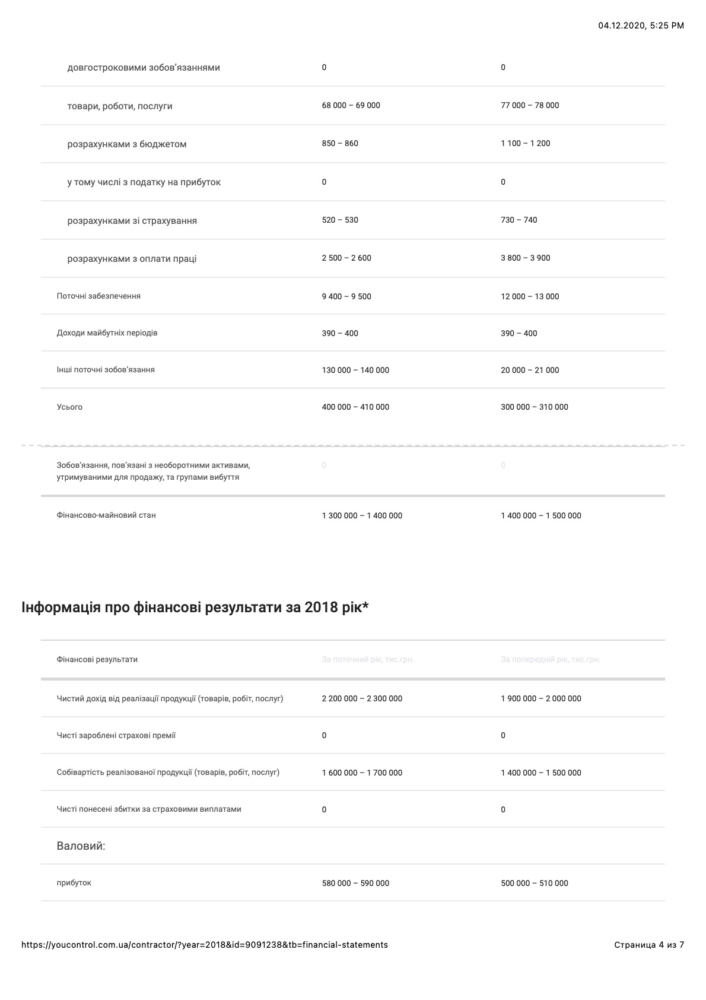 04.12.2020, 5:25 PM
довгостроковими зобов’язаннями 0 0
товари, роботи, послуги 68 000 – 69 000 77 000 – 78 000
розрахунками з бюджетом 850 – 860 1 100 – 1 200
у тому числі з податку на прибуток 0 0
розрахунками зі страхування 520 – 530 730 – 740
розрахунками з оплати праці 2 500 – 2 600 3 800 – 3 900
Поточні забезпечення 9 400 – 9 500 12 000 – 13 000
Доходи майбутніх періодів 390 – 400 390 – 400
Інші поточні зобов’язання 130 000 – 140 000 20 000 – 21 000
Усього 400 000 – 410 000 300 000 – 310 000
Зобов’язання, пов’язані з необоротними активами, 0 0
утримуваними для продажу, та групами вибуття
Фінансово-майновий стан 1 300 000 – 1 400 000 1 400 000 – 1 500 000
Інформація про фінансові результати за 2018 рік*
Фінансові результати За поточний рік, тис.грн. За попередній рік, тис.грн.
Чистий дохід від реалізації продукції (товарів, робіт, послуг) 2 200 000 – 2 300 000 1 900 000 – 2 000 000
Чисті зароблені страхові премії 0 0
Собівартість реалізованої продукції (товарів, робіт, послуг) 1 600 000 – 1 700 000 1 400 000 – 1 500 000
Чисті понесені збитки за страховими виплатами 0 0
Валовий:
прибуток 580 000 – 590 000 500 000 – 510 000
https://youcontrol.com.ua/contractor/?year=2018&id=9091238&tb=financial-statements Страница 4 из 7